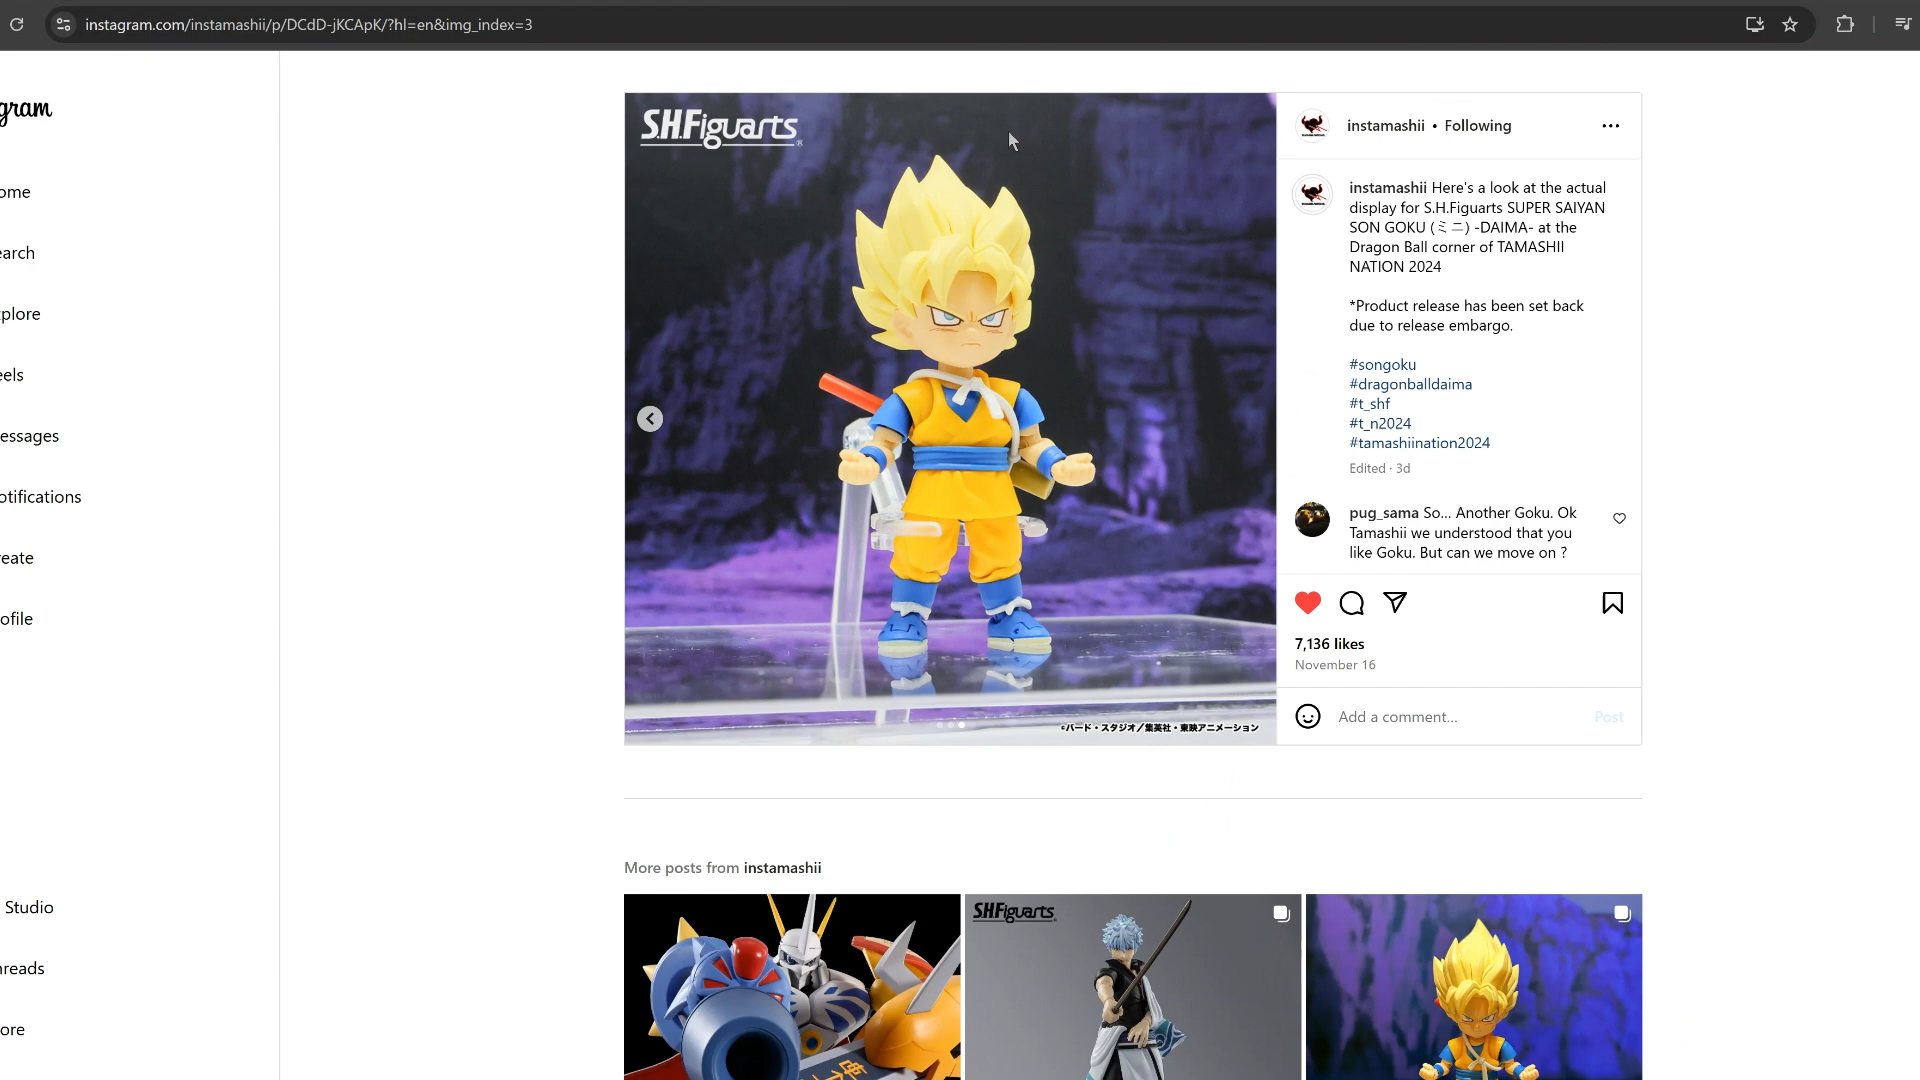 instagram.com/instamashii/p/DCdD-jKCApK/?hl=en&img_index=3
gram
ome
earch
plore
eels
essages
otifications
reate
ofile
Studio
hreads
ore
S.H.Figuarts
©バード・スタジオ／集英社・東映アニメーション
instamashii • Following
instamashii Here's a look at the actual
display for S.H.Figuarts SUPER SAIYAN
SON GOKU (ミニ) -DAIMA- at the
Dragon Ball corner of TAMASHII
NATION 2024
*Product release has been set back
due to release embargo.
#songoku
#dragonballdaima
#t_shf
#t_n2024
#tamashiination2024
Edited · 3d
pug_sama So... Another Goku. Ok
Tamashii we understood that you
like Goku. But can we move on ?
7,136 likes
November 16
Add a comment...
Post
More posts from instamashii
S.H.Figuarts